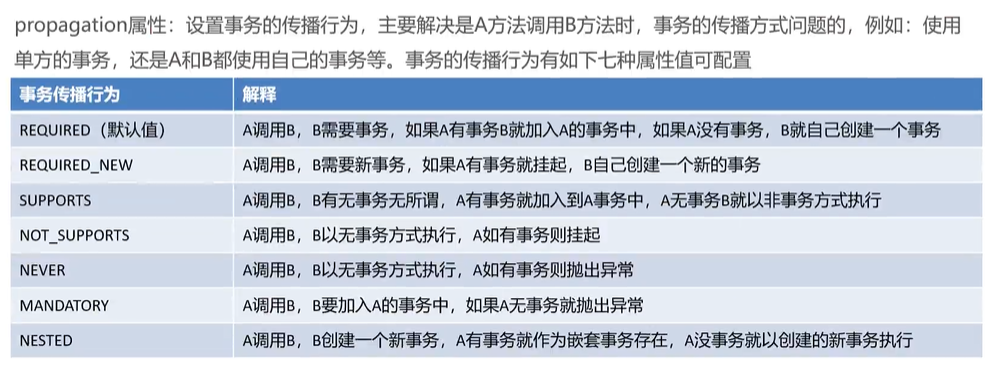 propagation属性：设置事务的传播行为，主要解决是A方法调用B方法时，事务的传播方式问题的，例如：使用
单方的事务，还是A和B都使用自己的事务等。事务的传播行为有如下七种属性值可配置
事务传播行为 解释
REQUIRED（默认值） A调用B，B需要事务，如果A有事务B就加入A的事务中，如果A没有事务，B就自己创建一个事务
REQUIRED_NEW A调用B，B需要新事务，如果A有事务就挂起，B自己创建一个新的事务
SUPPORTS A调用B，B有无事务无所谓，A有事务就加入到A事务中，A无事务B就以非事务方式执行
NOT_SUPPORTS A调用B，B以无事务方式执行，A如有事务则挂起
NEVER A调用B，B以无事务方式执行，A如有事务则抛出异常
MANDATORY A调用B，B要加入A的事务中，如果A无事务就抛出异常
NESTED A调用B，B创建一个新事务，A有事务就作为嵌套事务存在，A没事务就以创建的新事务执行